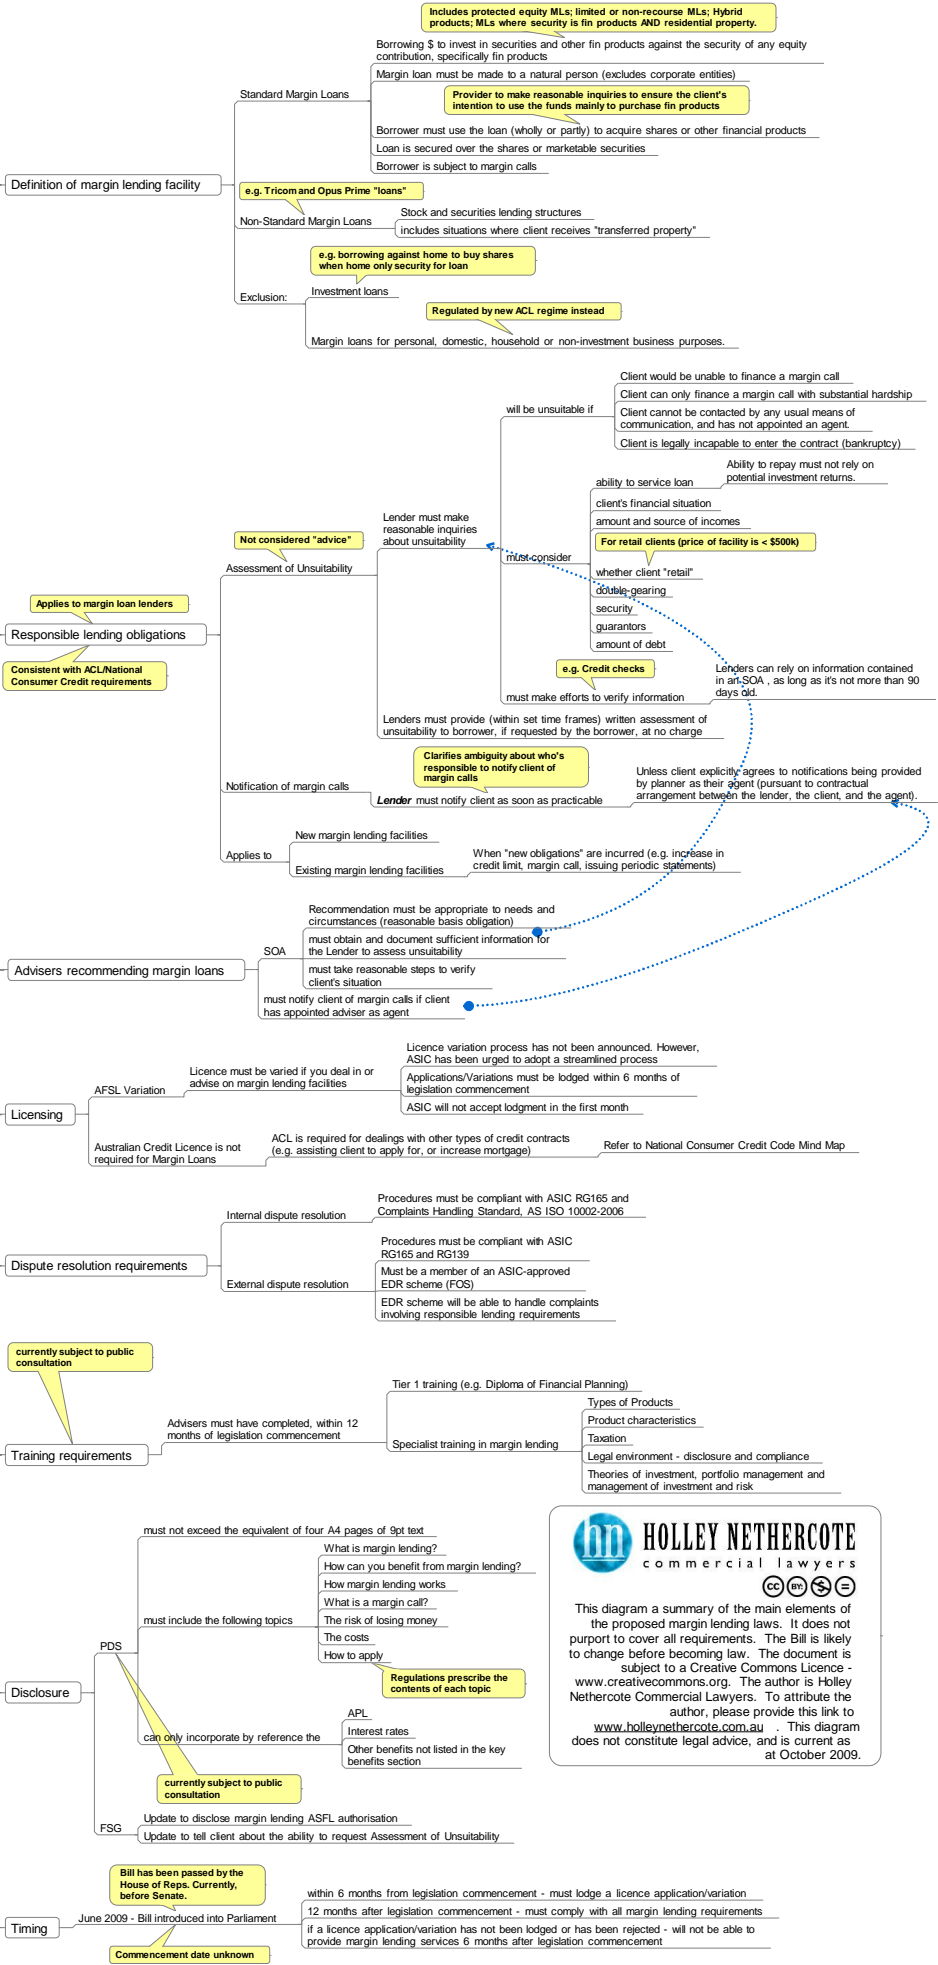 Includes protected equity MLs; limited or non-recourse MLs; Hybrid
products; MLs where security is fin products AND residential property.
Borrowing $ to invest in securities and other fin products against the security of any equity
contribution, specifically fin products
Margin loan must be made to a natural person (excludes corporate entities)
Standard Margin Loans
Provider to make reasonable inquiries to ensure the client's
intention to use the funds mainly to purchase fin products
Borrower must use the loan (wholly or partly) to acquire shares or other financial products
Loan is secured over the shares or marketable securities
Borrower is subject to margin calls
Definition of margin lending facility
e.g. Tricom and Opus Prime "loans"
Non-Standard Margin Loans
Stock and securities lending structures
includes situations where client receives "transferred property"
e.g. borrowing against home to buy shares
when home only security for loan
Exclusion:
Investment loans
Regulated by new ACL regime instead
Margin loans for personal, domestic, household or non-investment business purposes.
Client would be unable to finance a margin call
Client can only finance a margin call with substantial hardship
will be unsuitable if
Client cannot be contacted by any usual means of
communication, and has not appointed an agent.
Client is legally incapable to enter the contract (bankruptcy)
Ability to repay must not rely on
potential investment returns.
ability to service loan
client's financial situation
amount and source of incomes
Lender must make
reasonable inquiries
about unsuitability
Not considered "advice"
For retail clients (price of facility is < $500k)
must consider
Assessment of Unsuitability
whether client "retail"
double-gearing
security
guarantors
amount of debt
Applies to margin loan lenders
Responsible lending obligations
Consistent with ACL/National
Consumer Credit requirements
e.g. Credit checks
must make efforts to verify information
Lenders can rely on information contained
in an SOA , as long as it's not more than 90
days old.
Lenders must provide (within set time frames) written assessment of
unsuitability to borrower, if requested by the borrower, at no charge
Clarifies ambiguity about who's
responsible to notify client of
margin calls
Notification of margin calls
Lender must notify client as soon as practicable
Unless client explicitly agrees to notifications being provided
by planner as their agent (pursuant to contractual
arrangement between the lender, the client, and the agent).
New margin lending facilities
Applies to
Existing margin lending facilities
When "new obligations" are incurred (e.g. increase in
credit limit, margin call, issuing periodic statements)
Recommendation must be appropriate to needs and
circumstances (reasonable basis obligation)
SOA
must obtain and document sufficient information for
the Lender to assess unsuitability
Advisers recommending margin loans
must take reasonable steps to verify
client's situation
must notify client of margin calls if client
has appointed adviser as agent
Licence variation process has not been announced. However,
ASIC has been urged to adopt a streamlined process
AFSL Variation
Licence must be varied if you deal in or
advise on margin lending facilities
Applications/Variations must be lodged within 6 months of
legislation commencement
ASIC will not accept lodgment in the first month
Licensing
Australian Credit Licence is not
required for Margin Loans
ACL is required for dealings with other types of credit contracts
(e.g. assisting client to apply for, or increase mortgage)
Refer to National Consumer Credit Code Mind Map
Internal dispute resolution
Procedures must be compliant with ASIC RG165 and
Complaints Handling Standard, AS ISO 10002-2006
Dispute resolution requirements
Procedures must be compliant with ASIC
RG165 and RG139
External dispute resolution
Must be a member of an ASIC-approved
EDR scheme (FOS)
EDR scheme will be able to handle complaints
involving responsible lending requirements
currently subject to public
consultation
Training requirements
Advisers must have completed, within 12
months of legislation commencement
Tier 1 training (e.g. Diploma of Financial Planning)
Specialist training in margin lending
Types of Products
Product characteristics
Taxation
Legal environment - disclosure and compliance
Theories of investment, portfolio management and
management of investment and risk
must not exceed the equivalent of four A4 pages of 9pt text
What is margin lending?
How can you benefit from margin lending?
How margin lending works
What is a margin call?
must include the following topics
The risk of losing money
The costs
How to apply
PDS
Regulations prescribe the
contents of each topic
Disclosure
can only incorporate by reference the
APL
Interest rates
Other benefits not listed in the key
benefits section
currently subject to public
consultation
FSG
Update to disclose margin lending ASFL authorisation
Update to tell client about the ability to request Assessment of Unsuitability
hn HOLLEY NETHERCOTE
commercial lawyers
CC BY: $ =
This diagram a summary of the main elements of
the proposed margin lending laws. It does not
purport to cover all requirements. The Bill is likely
to change before becoming law. The document is
subject to a Creative Commons Licence -
www.creativecommons.org. The author is Holley
Nethercote Commercial Lawyers. To attribute the
author, please provide this link to
www.holleynethercote.com.au . This diagram
does not constitute legal advice, and is current as
at October 2009.
Bill has been passed by the
House of Reps. Currently,
before Senate.
Timing
June 2009 - Bill introduced into Parliament
Commencement date unknown
within 6 months from legislation commencement - must lodge a licence application/variation
12 months after legislation commencement - must comply with all margin lending requirements
if a licence application/variation has not been lodged or has been rejected - will not be able to
provide margin lending services 6 months after legislation commencement